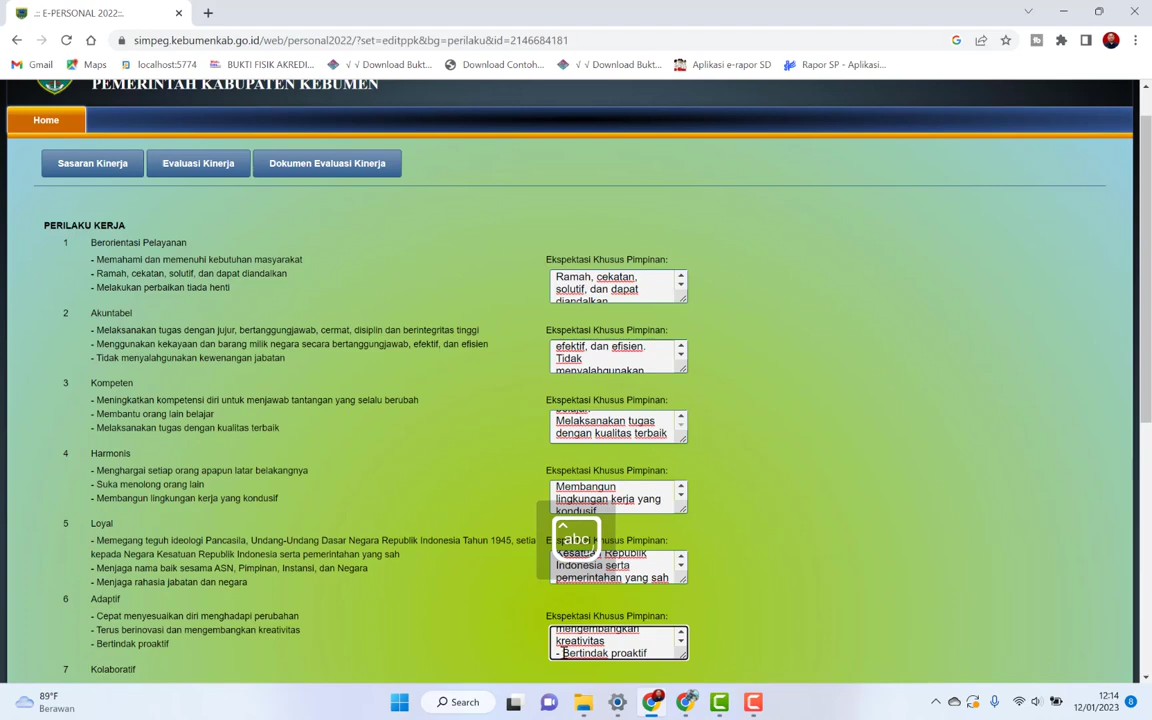 .:: E-PERSONAL 2022::.
simpeg.kebumenkab.go.id/web/personal2022/?set=editppk&bg=perilaku&id=2146684181
Gmail
Maps
localhost:5774
BUKTI FISIK AKREDI...
√ √ Download Bukt...
Download Contoh...
√ √ Download Bukt...
Aplikasi e-rapor SD
Rapor SP - Aplikasi...
PEMERINTAH KABUPATEN KEBUMEN
Home
Sasaran Kinerja
Evaluasi Kinerja
Dokumen Evaluasi Kinerja
PERILAKU KERJA
1 Berorientasi Pelayanan
- Memahami dan memenuhi kebutuhan masyarakat
- Ramah, cekatan, solutif, dan dapat diandalkan
- Melakukan perbaikan tiada henti
Ekspektasi Khusus Pimpinan:
Ramah, cekatan,
solutif, dan dapat
diandalkan
2 Akuntabel
- Melaksanakan tugas dengan jujur, bertanggungjawab, cermat, disiplin dan berintegritas tinggi
- Menggunakan kekayaan dan barang milik negara secara bertanggungjawab, efektif, dan efisien
- Tidak menyalahgunakan kewenangan jabatan
Ekspektasi Khusus Pimpinan:
efektif, dan efisien.
Tidak
menyalahgunakan
3 Kompeten
- Meningkatkan kompetensi diri untuk menjawab tantangan yang selalu berubah
- Membantu orang lain belajar
- Melaksanakan tugas dengan kualitas terbaik
Ekspektasi Khusus Pimpinan:
belajar.
Melaksanakan tugas
dengan kualitas terbaik
4 Harmonis
- Menghargai setiap orang apapun latar belakangnya
- Suka menolong orang lain
- Membangun lingkungan kerja yang kondusif
Ekspektasi Khusus Pimpinan:
Membangun
lingkungan kerja yang
kondusif
5 Loyal
- Memegang teguh ideologi Pancasila, Undang-Undang Dasar Negara Republik Indonesia Tahun 1945, setia
kepada Negara Kesatuan Republik Indonesia serta pemerintahan yang sah
- Menjaga nama baik sesama ASN, Pimpinan, Instansi, dan Negara
- Menjaga rahasia jabatan dan negara
Ekspektasi Khusus Pimpinan:
Kesatuan Republik
Indonesia serta
pemerintahan yang sah
abc
6 Adaptif
- Cepat menyesuaikan diri menghadapi perubahan
- Terus berinovasi dan mengembangkan kreativitas
- Bertindak proaktif
Ekspektasi Khusus Pimpinan:
mengembangkan
kreativitas
- Bertindak proaktif
7 Kolaboratif
89°F
Berawan
Search
12:14
12/01/2023
8